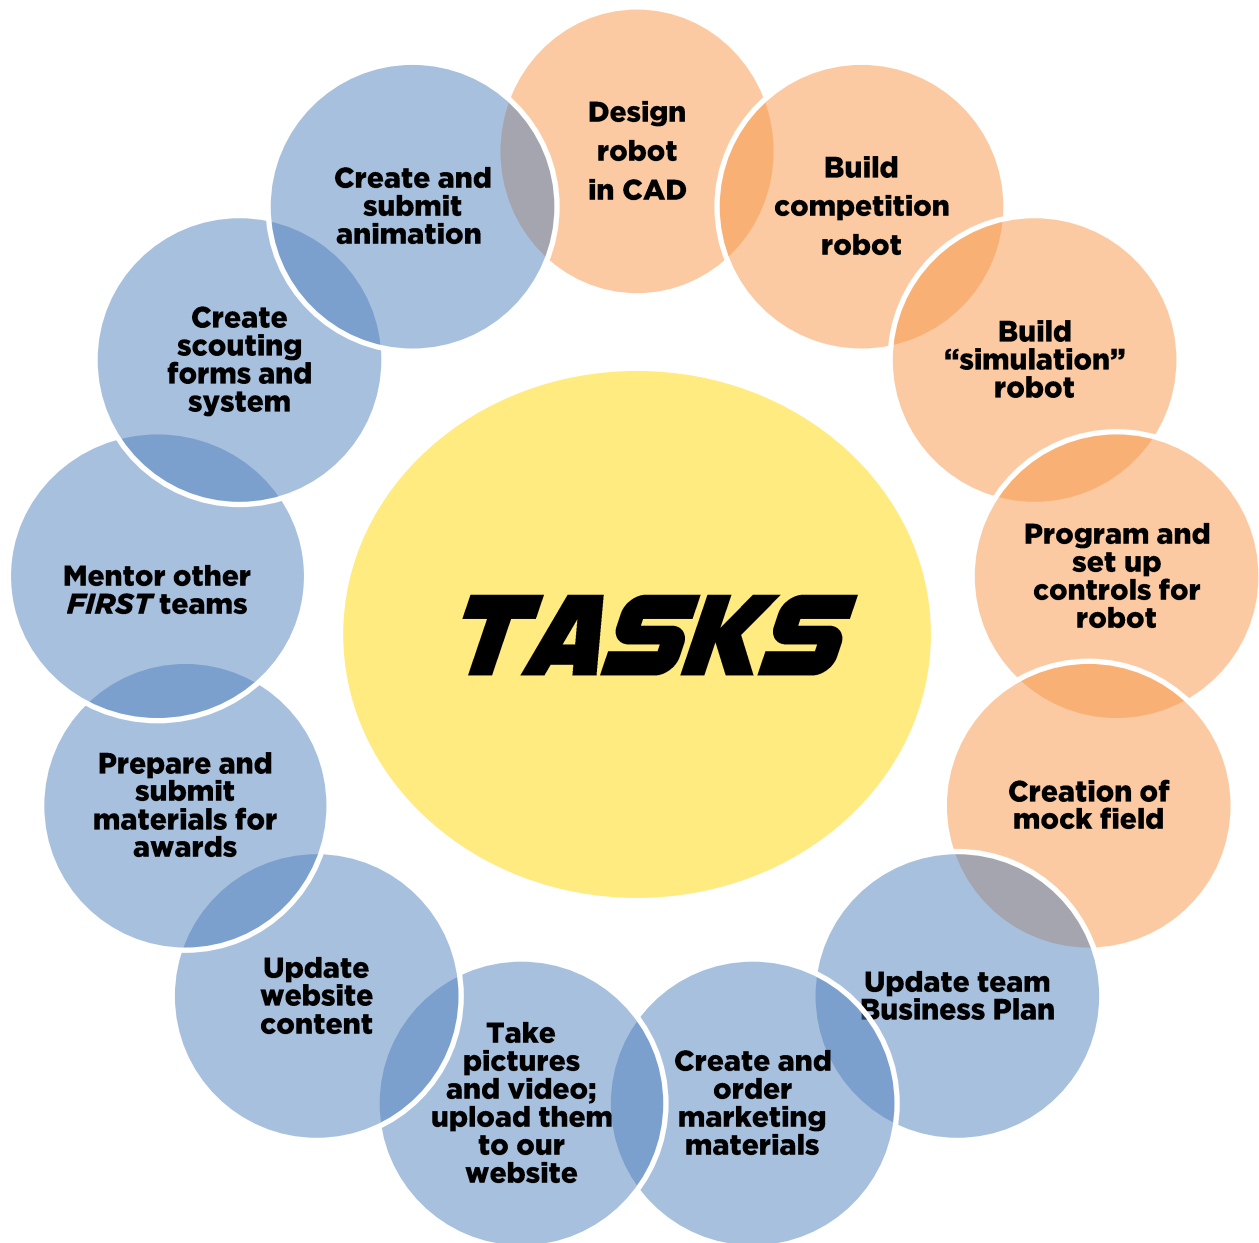 Design
robot
in CAD
Build
competition
robot
Build
“simulation”
robot
Program and
set up
controls for
robot
Creation of
mock field
Update team
Business Plan
Create and
order
marketing
materials
Take
pictures
and video;
upload them
to our
website
Update
website
content
Prepare and
submit
materials for
awards
Mentor other
FIRST teams
Create
scouting
forms and
system
Create and
submit
animation
TASKS